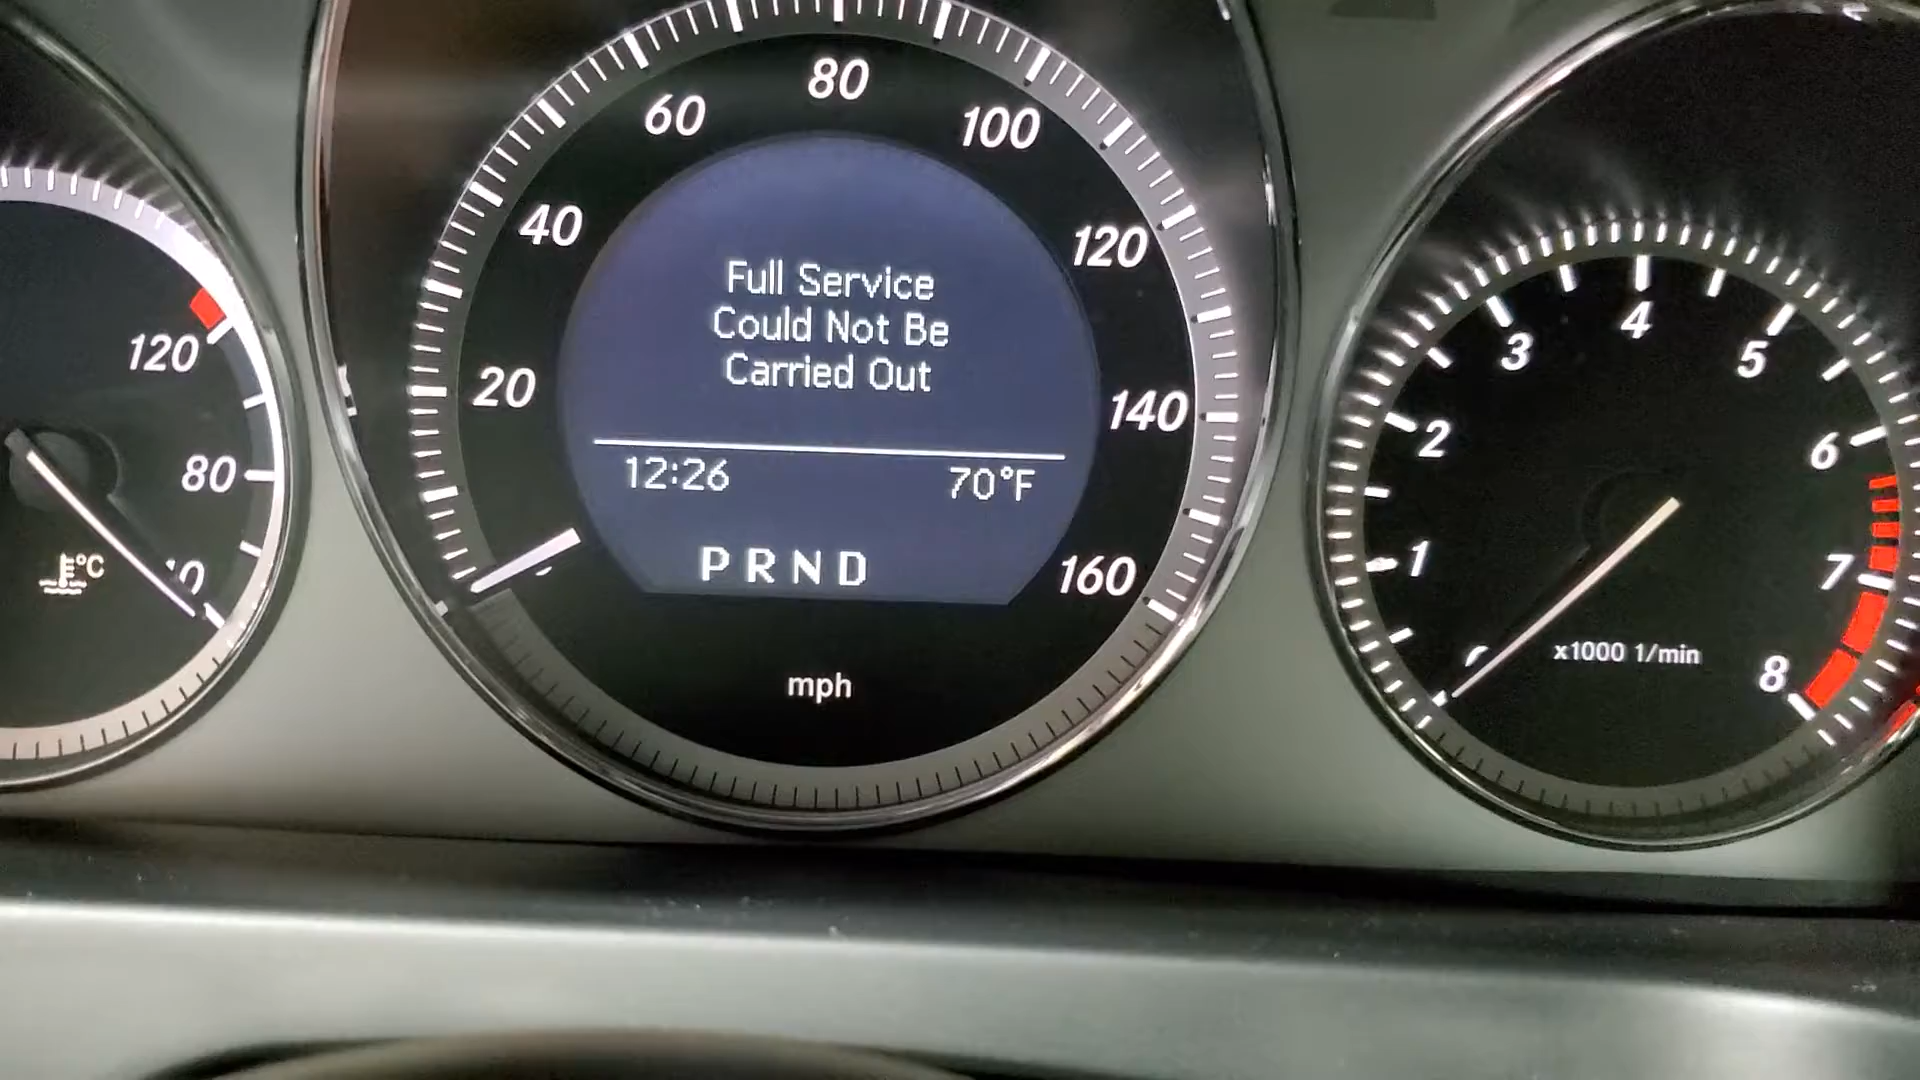 120
80
°C
20
40
60
80
100
120
140
160
Full Service
Could Not Be
Carried Out
12:26 70°F
P R N D
mph
1
2
3
4
5
6
7
8
x1000 1/min